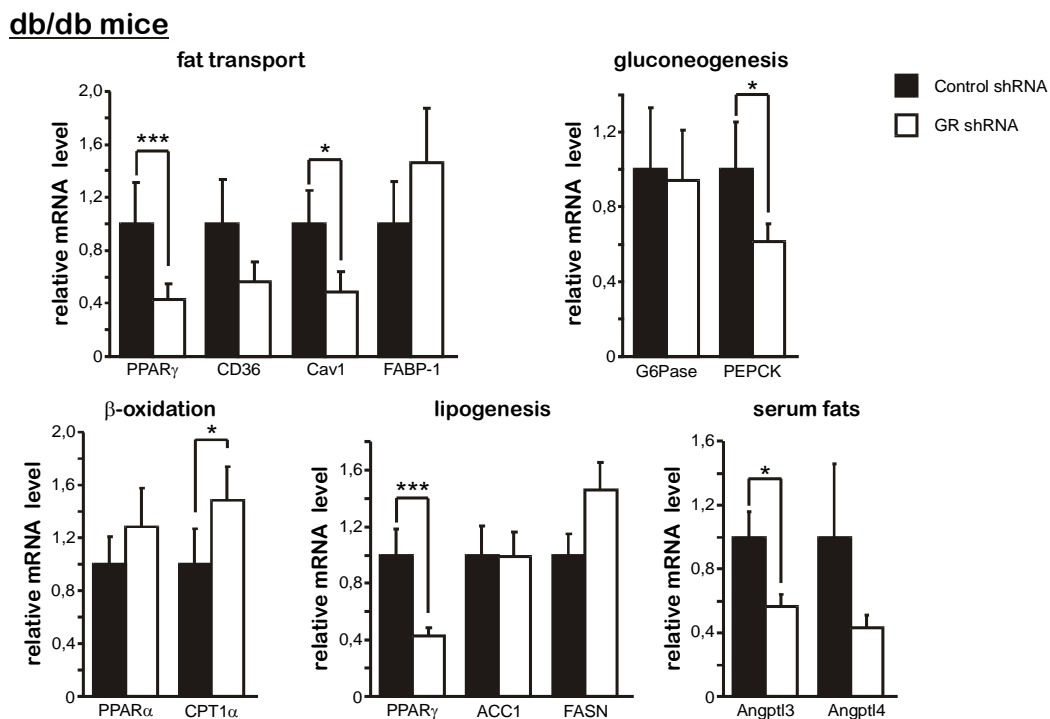 db/db mice
fat transport
relative mRNA level
2,0
1,6
1,2
0,8
0,4
0
***
*
PPARγ CD36 Cav1 FABP-1
gluconeogenesis
relative mRNA level
1,2
0,8
0,4
0
*
G6Pase PEPCK
Control shRNA
GR shRNA
β-oxidation
relative mRNA level
2,0
1,6
1,2
0,8
0,4
0
*
PPARα CPT1α
lipogenesis
relative mRNA level
1,6
1,2
0,8
0,4
0
***
PPARγ ACC1 FASN
serum fats
relative mRNA level
1,6
1,2
0,8
0,4
0
*
Angptl3 Angptl4